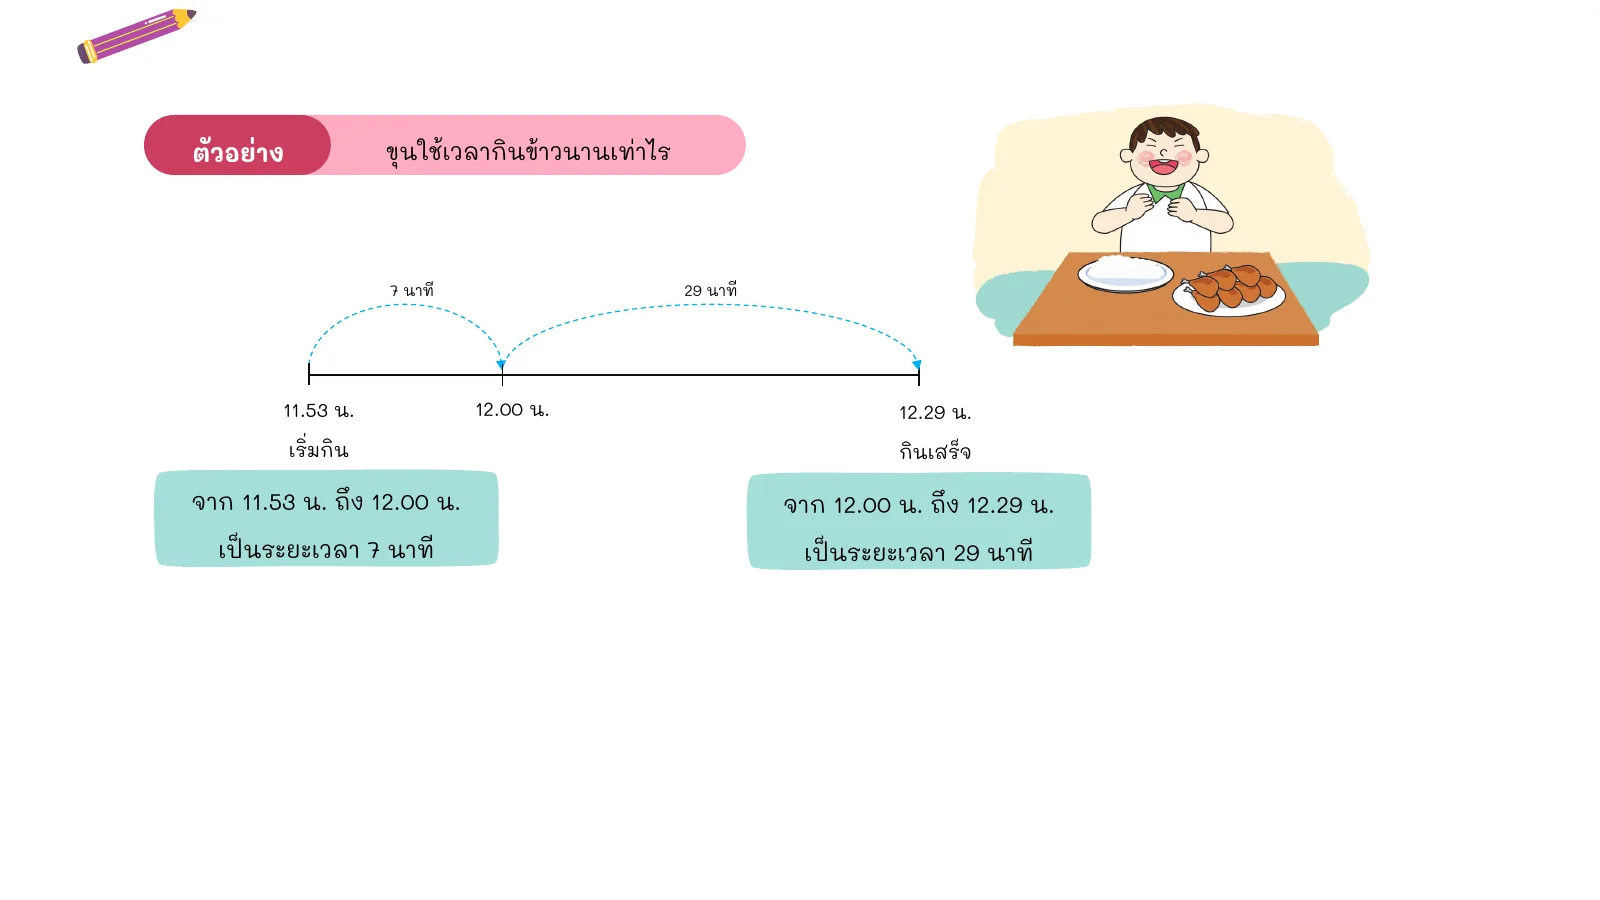 ตัวอย่าง ขุนใช้เวลากินข้าวนานเท่าไร
7 นาที 29 นาที
11.53 น. 12.00 น. 12.29 น.
เริ่มกิน กินเสร็จ
จาก 11.53 น. ถึง 12.00 น.
เป็นระยะเวลา 7 นาที
จาก 12.00 น. ถึง 12.29 น.
เป็นระยะเวลา 29 นาที